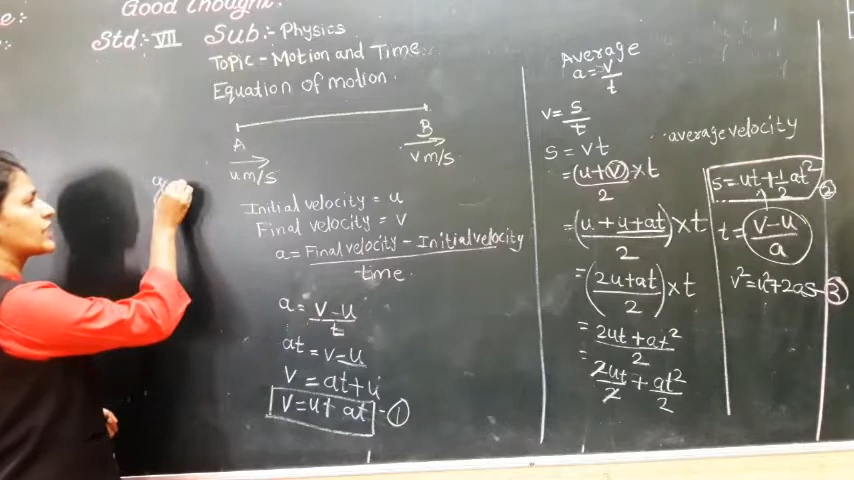 Good thought:
Std:- VII Sub:- Physics
Topic - Motion and Time
Equation of motion.
A
B
u m/s
v m/s
Initial velocity = u
Final velocity = v
a = Final velocity - Initial velocity
time
a = v-u
t
at = v-u
v = at+u
v=u+at - 1
Average
a = v
t
v = s
t
s = vt
= (u+v) x t
2
= (u + u+at) x t
2
= (2u+at) x t
2
= 2ut + at²
2
= 2ut + at²
2 2
average velocity
s = ut + 1 at² 2
2
t = v-u
a
v² = u² + 2as - 3